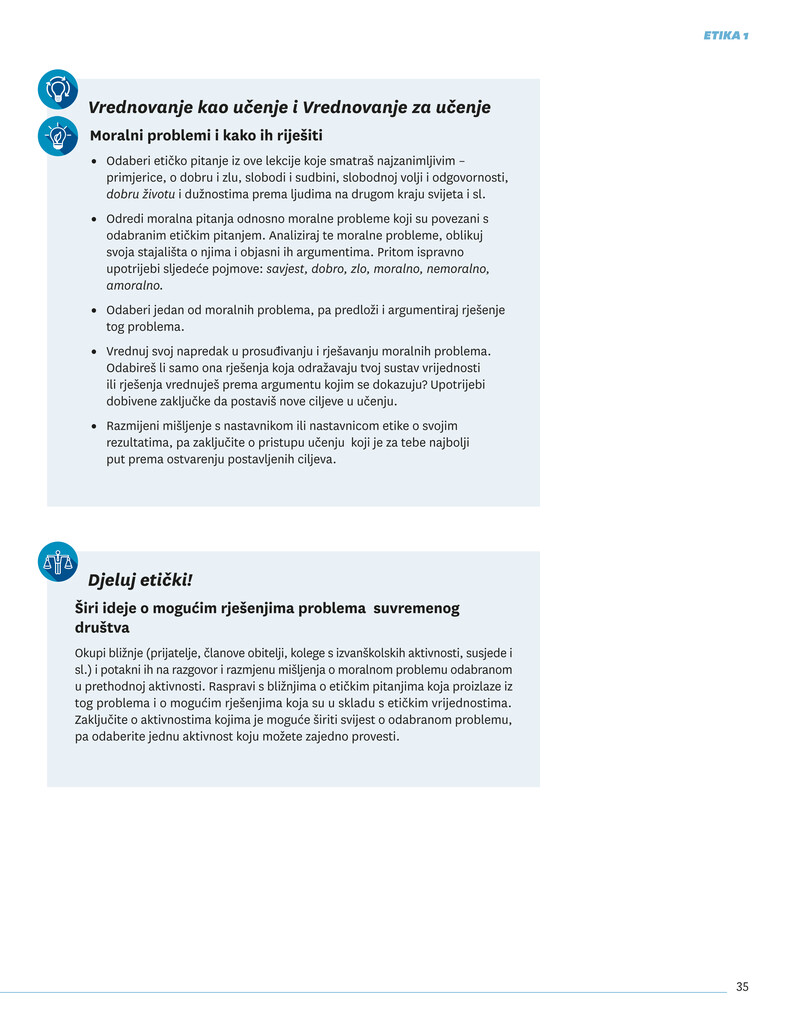 ETIKA 1
Vrednovanje kao učenje i Vrednovanje za učenje
Moralni problemi i kako ih riješiti
• Odaberi etičko pitanje iz ove lekcije koje smatraš najzanimljivim –
primjerice, o dobru i zlu, slobodi i sudbini, slobodnoj volji i odgovornosti,
dobru životu i dužnostima prema ljudima na drugom kraju svijeta i sl.
• Odredi moralna pitanja odnosno moralne probleme koji su povezani s
odabranim etičkim pitanjem. Analiziraj te moralne probleme, oblikuj
svoja stajališta o njima i objasni ih argumentima. Pritom ispravno
upotrijebi sljedeće pojmove: savjest, dobro, zlo, moralno, nemoralno,
amoralno.
• Odaberi jedan od moralnih problema, pa predloži i argumentiraj rješenje
tog problema.
• Vrednuj svoj napredak u prosuđivanju i rješavanju moralnih problema.
Odabireš li samo ona rješenja koja odražavaju tvoj sustav vrijednosti
ili rješenja vrednuješ prema argumentu kojim se dokazuju? Upotrijebi
dobivene zaključke da postaviš nove ciljeve u učenju.
• Razmijeni mišljenje s nastavnikom ili nastavnicom etike o svojim
rezultatima, pa zaključite o pristupu učenju koji je za tebe najbolji
put prema ostvarenju postavljenih ciljeva.
Djeluj etički!
Širi ideje o mogućim rješenjima problema suvremenog
društva
Okupi bližnje (prijatelje, članove obitelji, kolege s izvanškolskih aktivnosti, susjede i
sl.) i potakni ih na razgovor i razmjenu mišljenja o moralnom problemu odabranom
u prethodnoj aktivnosti. Raspravi s bližnjima o etičkim pitanjima koja proizlaze iz
tog problema i o mogućim rješenjima koja su u skladu s etičkim vrijednostima.
Zaključite o aktivnostima kojima je moguće širiti svijest o odabranom problemu,
pa odaberite jednu aktivnost koju možete zajedno provesti.
35